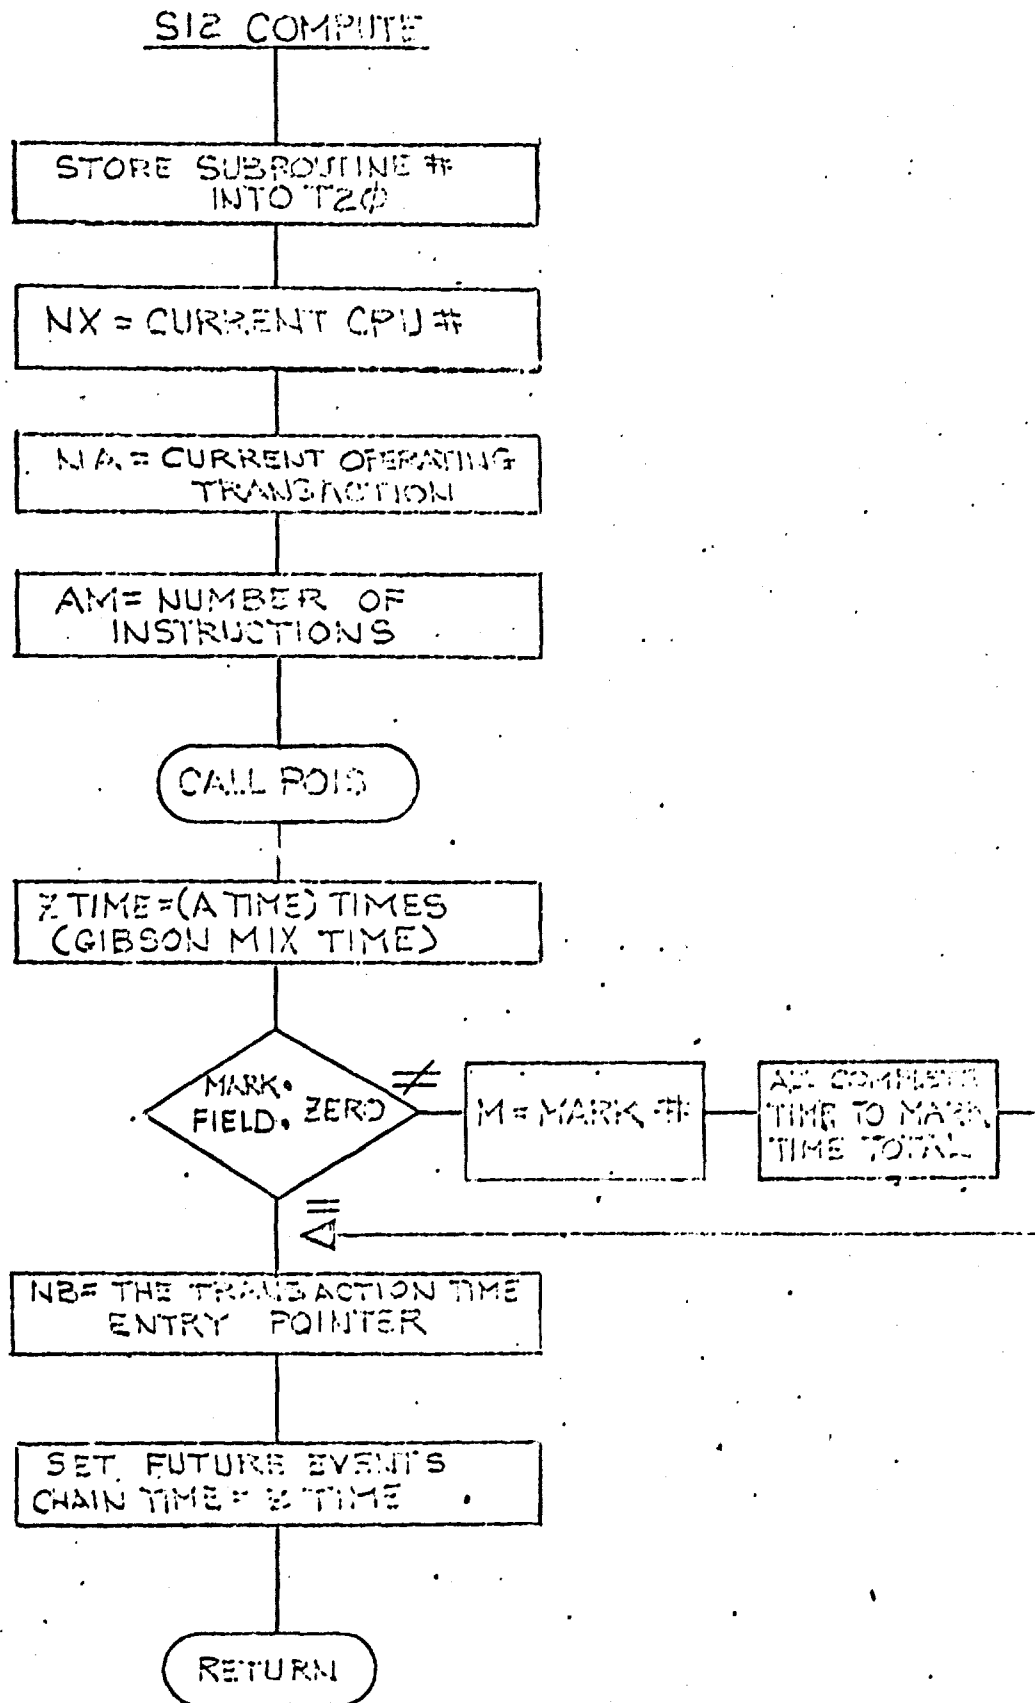 S12 COMPUTE
STORE SUBROUTINE #
INTO T2Ø
NX = CURRENT CPU #
NA = CURRENT OPERATING
TRANSACTION
AM = NUMBER OF
INSTRUCTIONS
CALL POIS
Z TIME = (A TIME) TIMES
(GIBSON MIX TIME)
MARK : ZERO
FIELD
≠
M = MARK #
TIME TO MARK
TIME TOTAL
=
NB = THE TRANSACTION TIME
ENTRY POINTER
SET FUTURE EVENTS
CHAIN TIME = Z TIME
RETURN